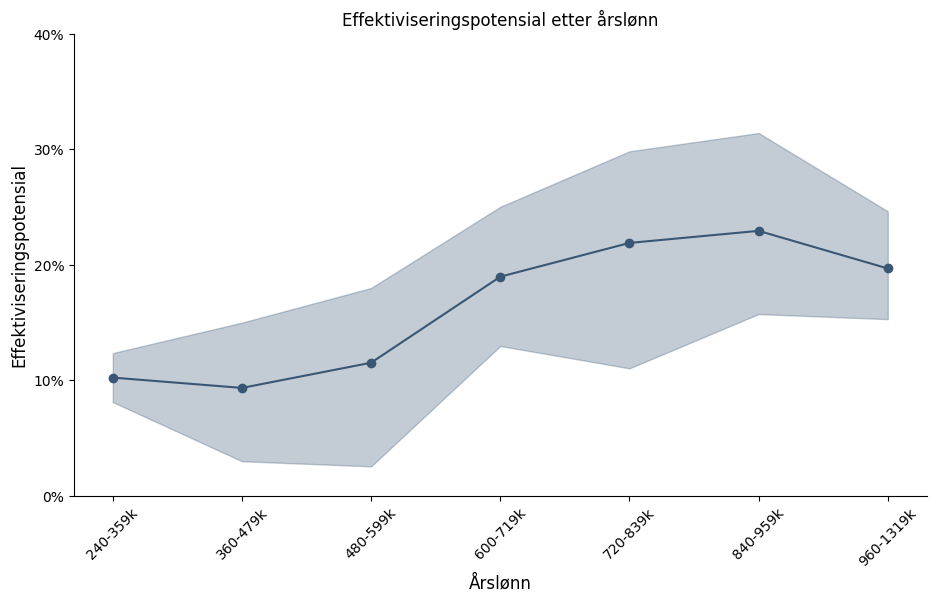 Effektiviseringspotensial etter årslønn
Effektiviseringspotensial
40%
30%
20%
10%
0%
240-359k
360-479k
480-599k
600-719k
720-839k
840-959k
960-1319k
Årslønn